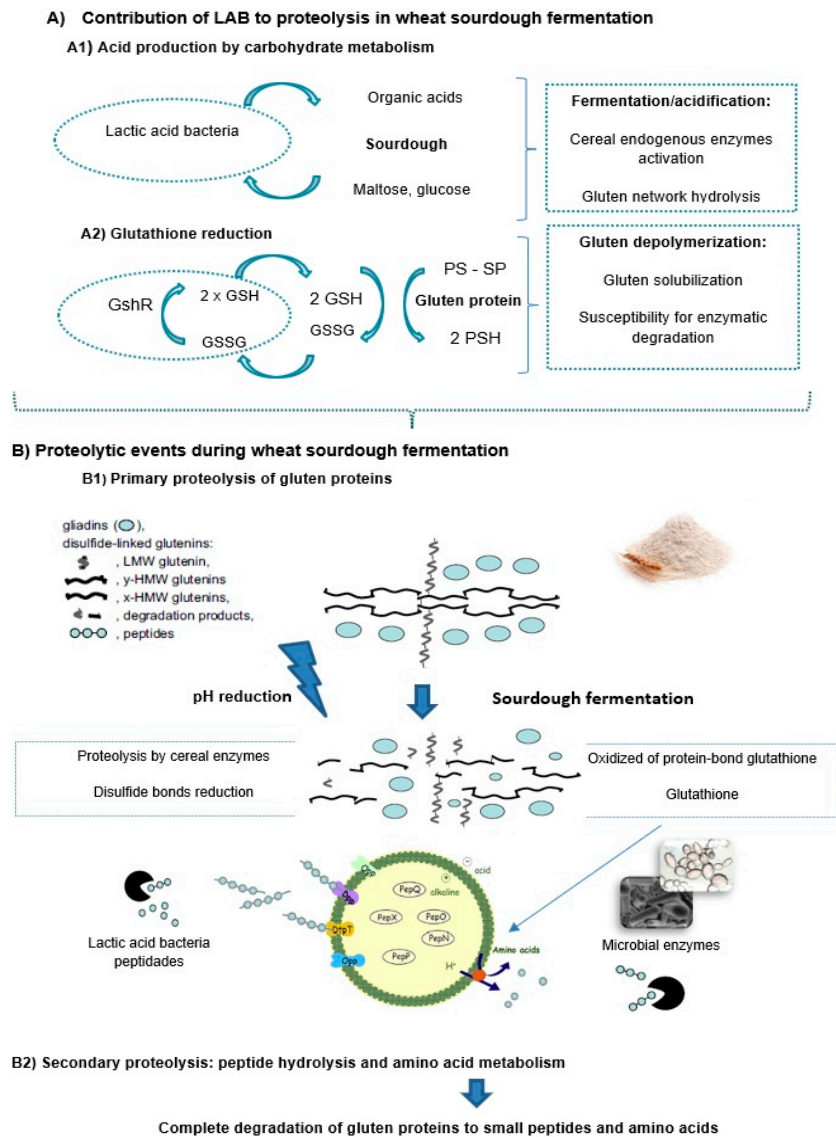 A) Contribution of LAB to proteolysis in wheat sourdough fermentation
A1) Acid production by carbohydrate metabolism
Lactic acid bacteria
Organic acids
Sourdough
Maltose, glucose
Fermentation/acidification:
Cereal endogenous enzymes
activation
Gluten network hydrolysis
A2) Glutathione reduction
GshR
2 x GSH
GSSG
2 GSH
GSSG
PS - SP
Gluten protein
2 PSH
Gluten depolymerization:
Gluten solubilization
Susceptibility for enzymatic
degradation
B) Proteolytic events during wheat sourdough fermentation
B1) Primary proteolysis of gluten proteins
gliadins ( ),
disulfide-linked glutenins:
, LMW glutenin,
, y-HMW glutenins
, x-HMW glutenins,
, degradation products,
, peptides
pH reduction
Sourdough fermentation
Proteolysis by cereal enzymes
Disulfide bonds reduction
Oxidized of protein-bond glutathione
Glutathione
Lactic acid bacteria
peptidades
Opp
Dpp
DtpT
Opp
PepQ
PepX
PepO
PepN
PepP
+
alkaline
-
acid
H+
Amino acids
Microbial enzymes
B2) Secondary proteolysis: peptide hydrolysis and amino acid metabolism
Complete degradation of gluten proteins to small peptides and amino acids